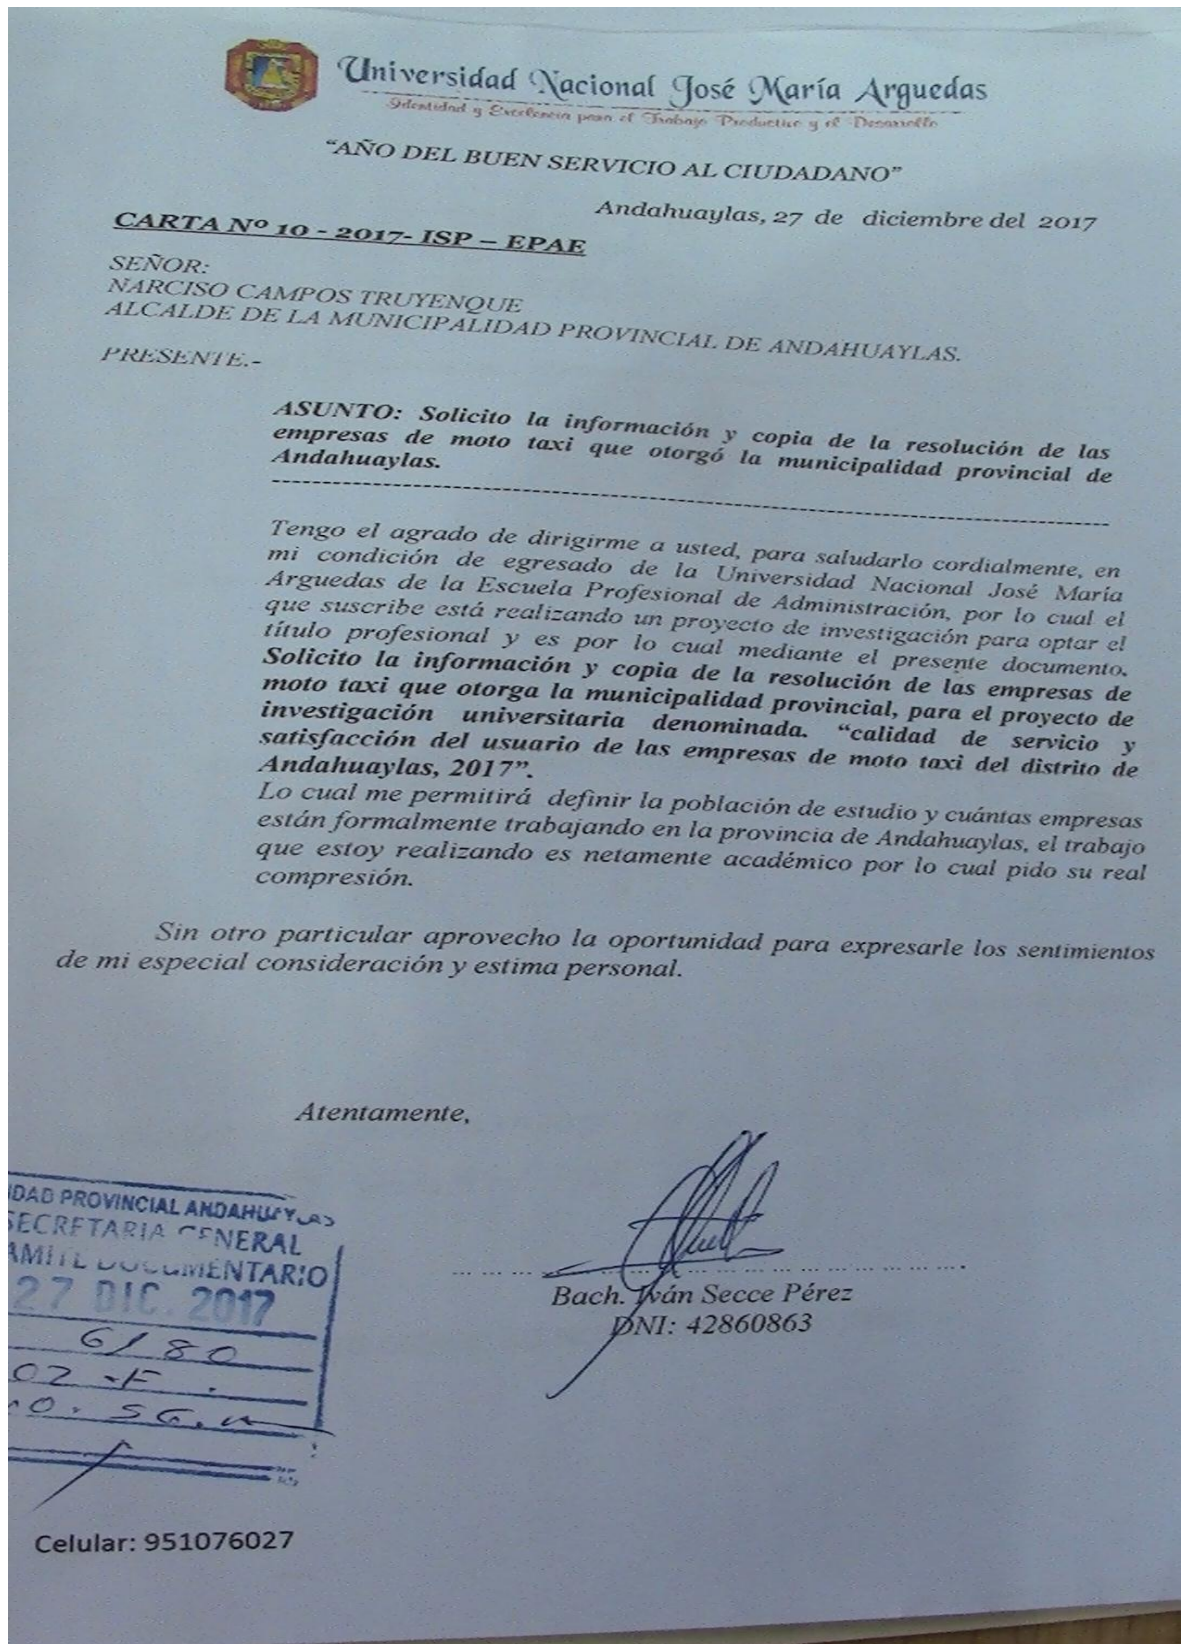 Universidad Nacional José María Arguedas
Identidad y Excelencia para el Trabajo Productivo y el Desarrollo
"AÑO DEL BUEN SERVICIO AL CIUDADANO"
Andahuaylas, 27 de diciembre del 2017
CARTA Nº 10 - 2017- ISP – EPAE
SEÑOR:
NARCISO CAMPOS TRUYENQUE
ALCALDE DE LA MUNICIPALIDAD PROVINCIAL DE ANDAHUAYLAS.
PRESENTE.-
ASUNTO: Solicito la información y copia de la resolución de las
empresas de moto taxi que otorgó la municipalidad provincial de
Andahuaylas.
Tengo el agrado de dirigirme a usted, para saludarlo cordialmente, en
mi condición de egresado de la Universidad Nacional José María
Arguedas de la Escuela Profesional de Administración, por lo cual el
que suscribe está realizando un proyecto de investigación para optar el
título profesional y es por lo cual mediante el presente documento.
Solicito la información y copia de la resolución de las empresas de
moto taxi que otorga la municipalidad provincial, para el proyecto de
investigación universitaria denominada. "calidad de servicio y
satisfacción del usuario de las empresas de moto taxi del distrito de
Andahuaylas, 2017".
Lo cual me permitirá definir la población de estudio y cuántas empresas
están formalmente trabajando en la provincia de Andahuaylas, el trabajo
que estoy realizando es netamente académico por lo cual pido su real
compresión.
Sin otro particular aprovecho la oportunidad para expresarle los sentimientos
de mi especial consideración y estima personal.
Atentamente,
Bach. Iván Secce Pérez
DNI: 42860863
IDAD PROVINCIAL ANDAHUAYLAS
SECRETARIA GENERAL
AMITE DOCUMENTARIO
27 DIC. 2017
6180
02 -F.
Celular: 951076027